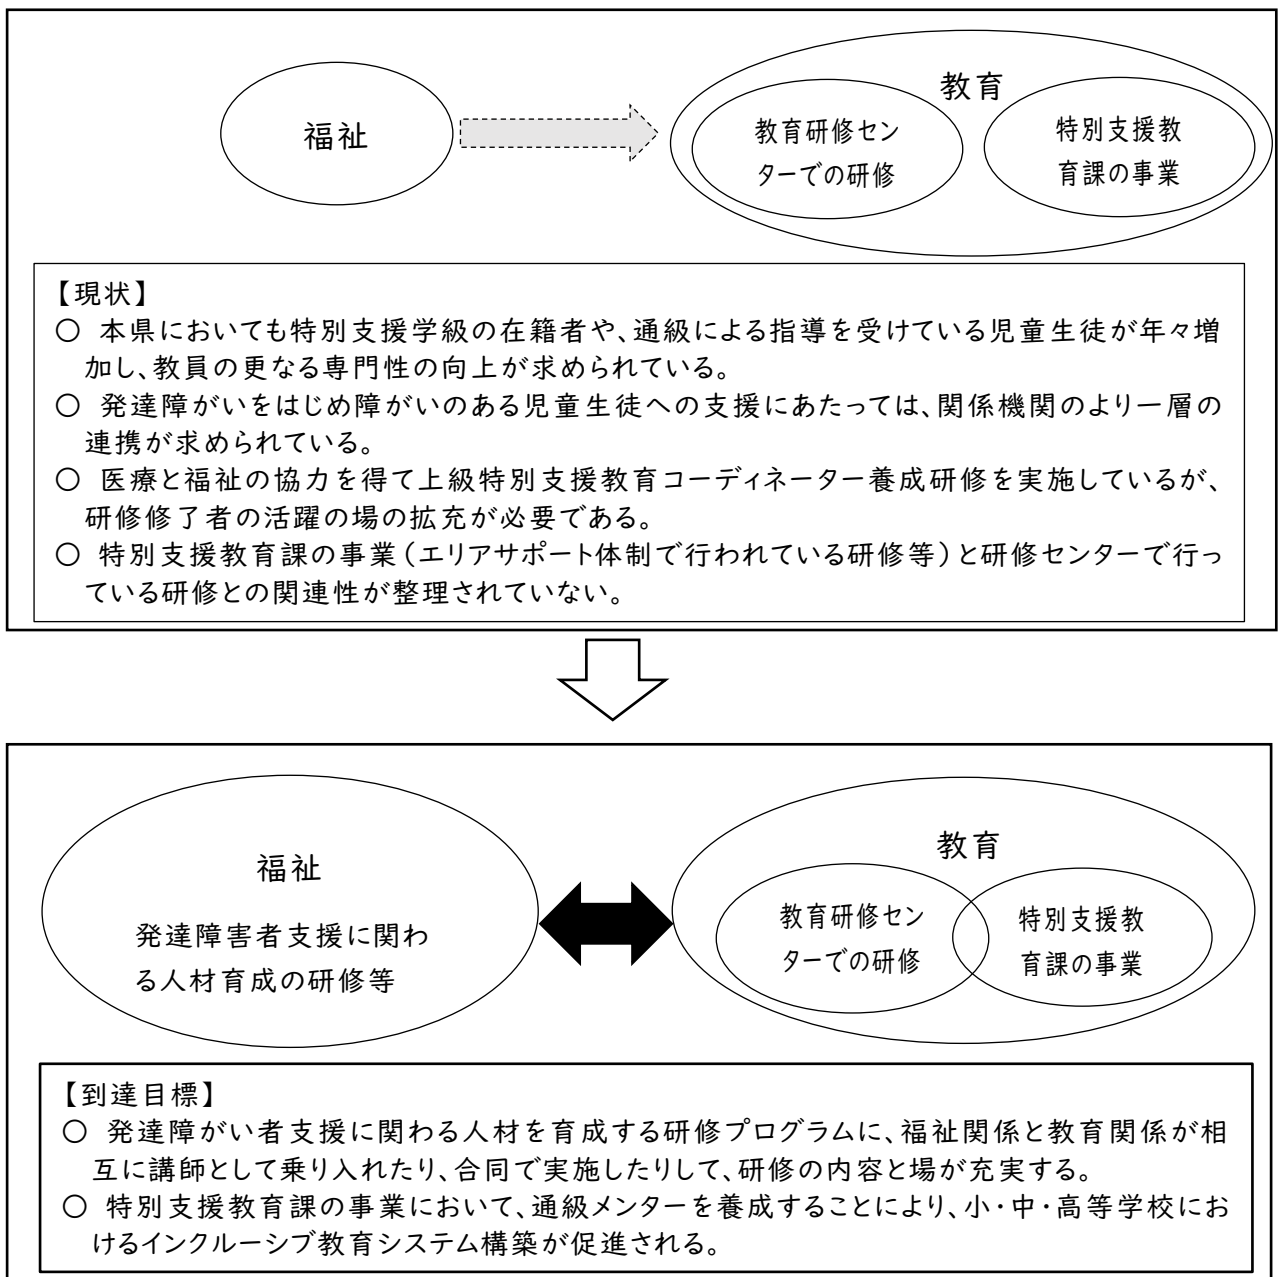 福祉
教育
教育研修セン
ターでの研修
特別支援教
育課の事業
【現状】
〇 本県においても特別支援学級の在籍者や、通級による指導を受けている児童生徒が年々増
加し、教員の更なる専門性の向上が求められている。
〇 発達障がいをはじめ障がいのある児童生徒への支援にあたっては、関係機関のより一層の
連携が求められている。
〇 医療と福祉の協力を得て上級特別支援教育コーディネーター養成研修を実施しているが、
研修修了者の活躍の場の拡充が必要である。
〇 特別支援教育課の事業(エリアサポート体制で行われている研修等)と研修センターで行っ
ている研修との関連性が整理されていない。
福祉
発達障害者支援に関わ
る人材育成の研修等
教育
教育研修セン
ターでの研修
特別支援教
育課の事業
【到達目標】
〇 発達障がい者支援に関わる人材を育成する研修プログラムに、福祉関係と教育関係が相
互に講師として乗り入れたり、合同で実施したりして、研修の内容と場が充実する。
〇 特別支援教育課の事業において、通級メンターを養成することにより、小・中・高等学校にお
けるインクルーシブ教育システム構築が促進される。